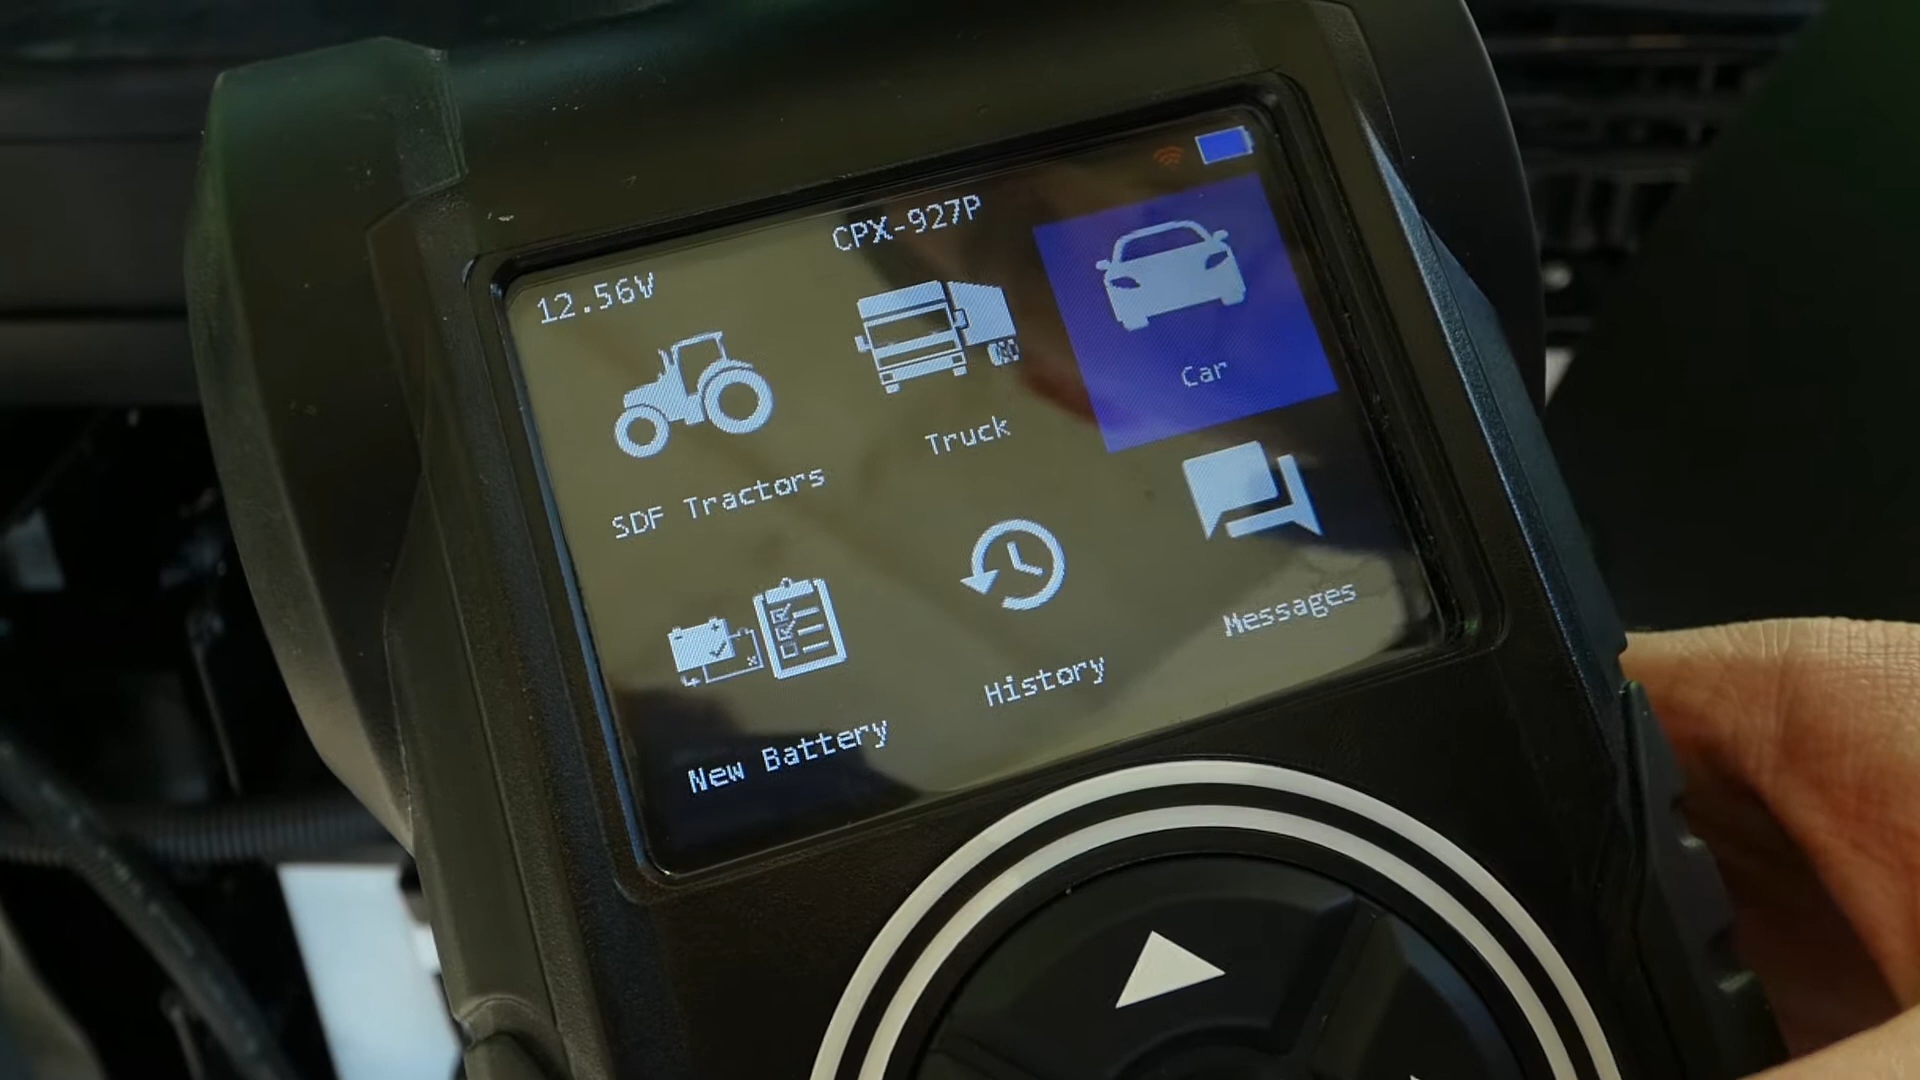 CPX-927P
12.56V
SDF Tractors
Truck
Car
New Battery
History
Messages